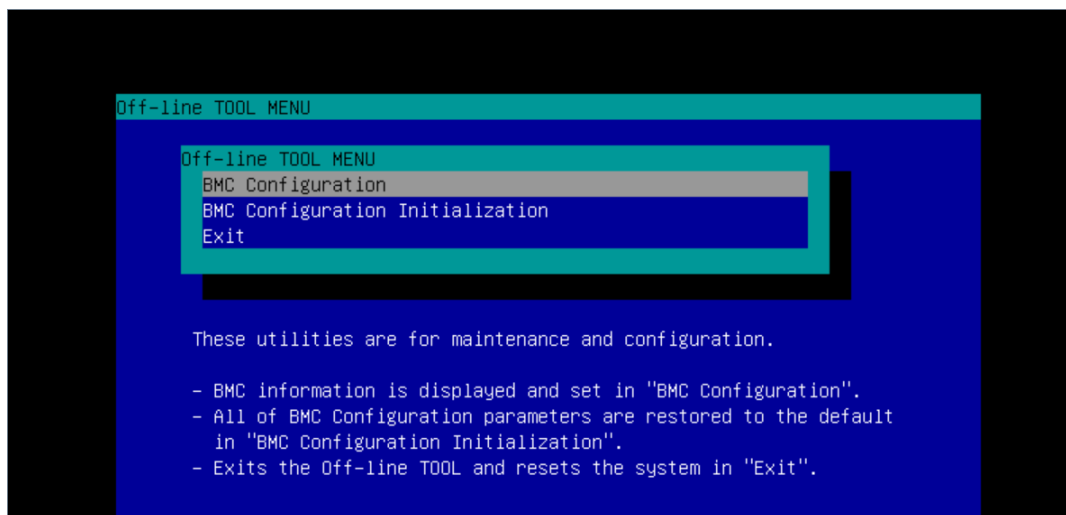 Off-line TOOL MENU
Off-line TOOL MENU
BMC Configuration
BMC Configuration Initialization
Exit
These utilities are for maintenance and configuration.
- BMC information is displayed and set in "BMC Configuration".
- All of BMC Configuration parameters are restored to the default
in "BMC Configuration Initialization".
- Exits the Off-line TOOL and resets the system in "Exit".